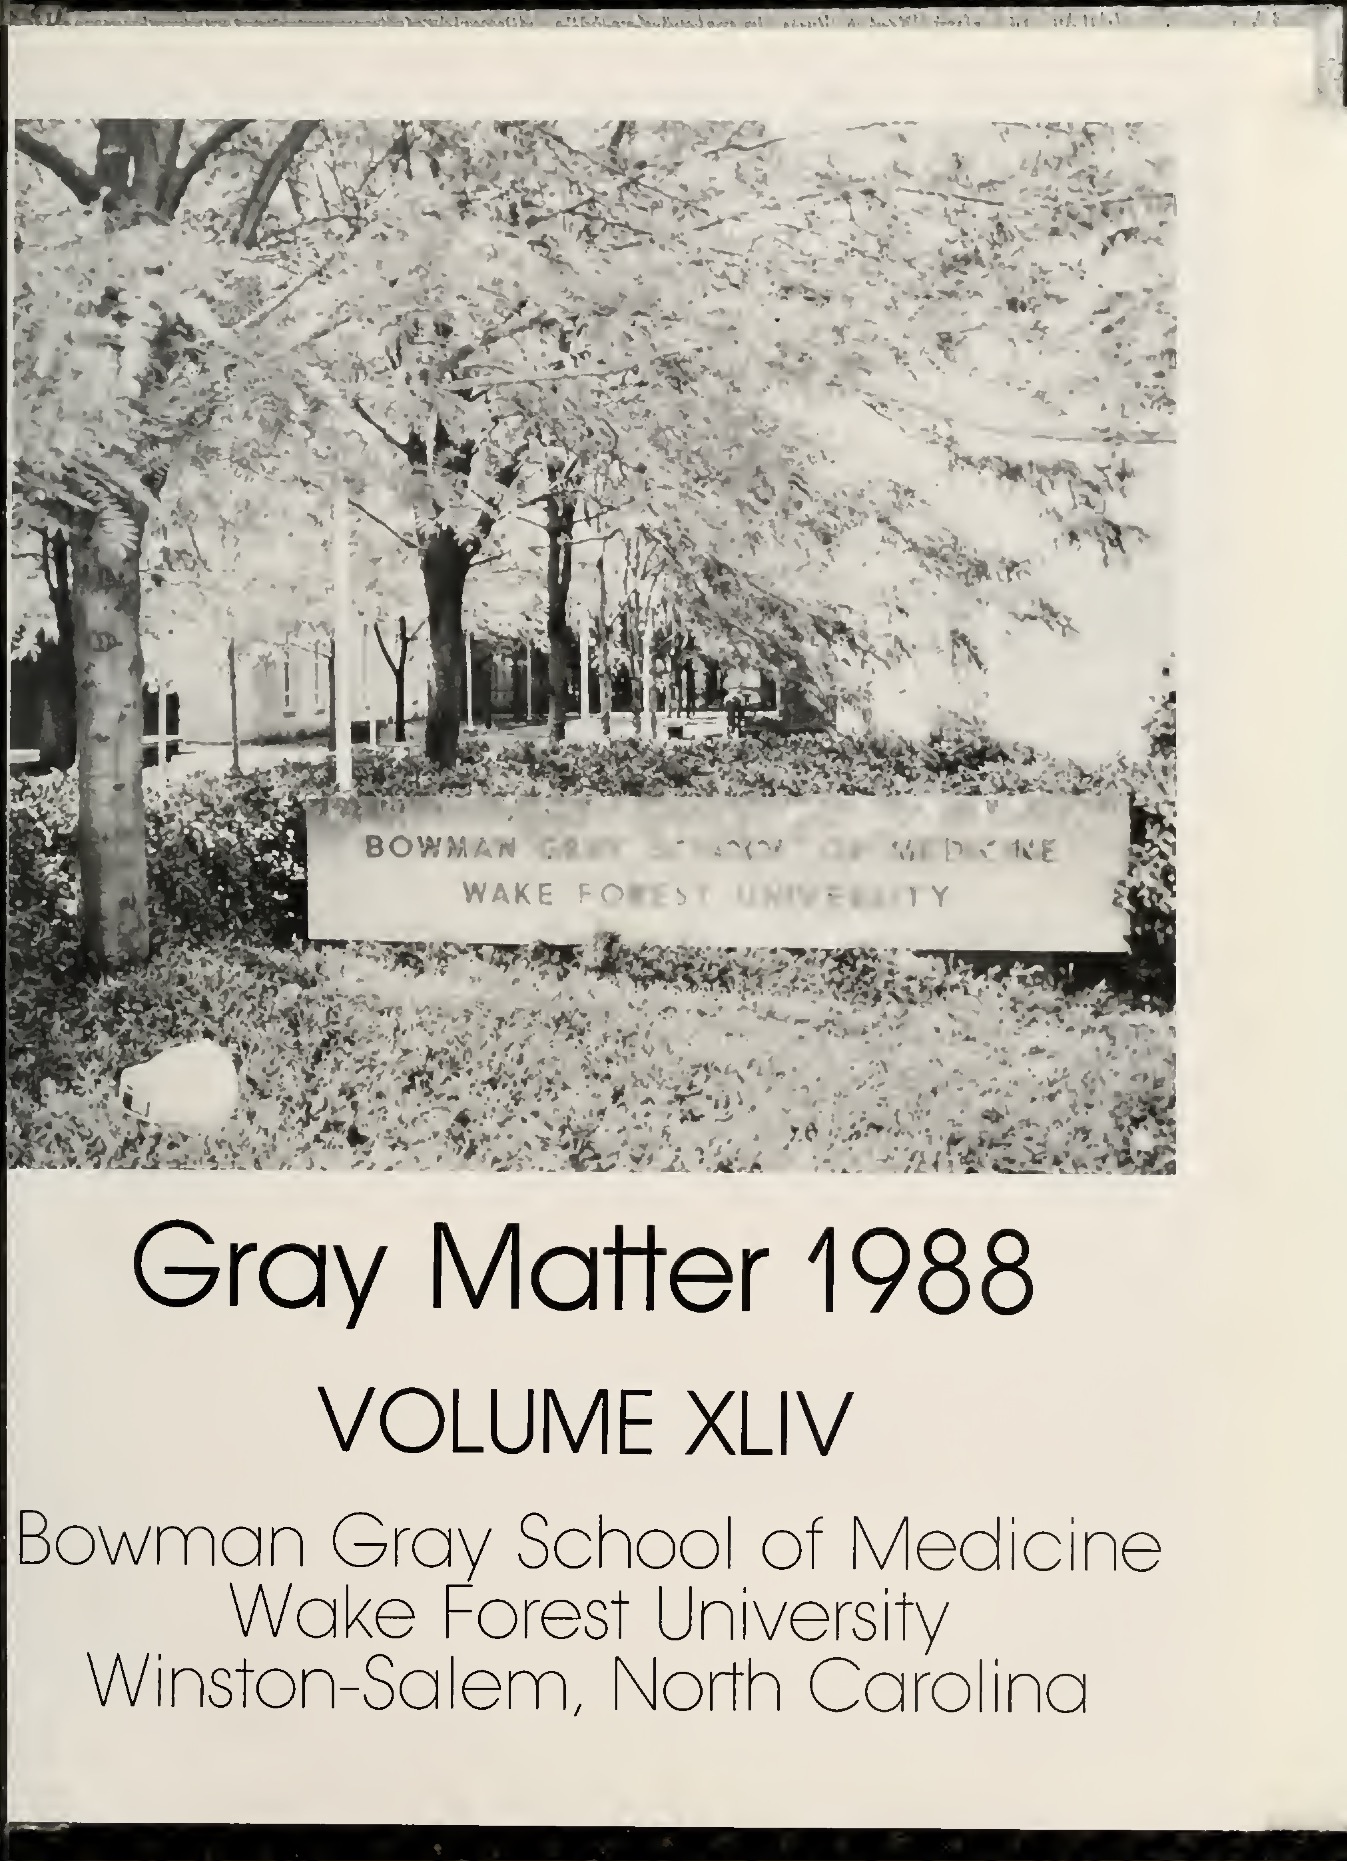 BOWMAN GRAY SCHOOL OF MEDICINE
WAKE FOREST UNIVERSITY
Gray Matter 1988
VOLUME XLIV
Bowman Gray School of Medicine
Wake Forest University
Winston-Salem, North Carolina